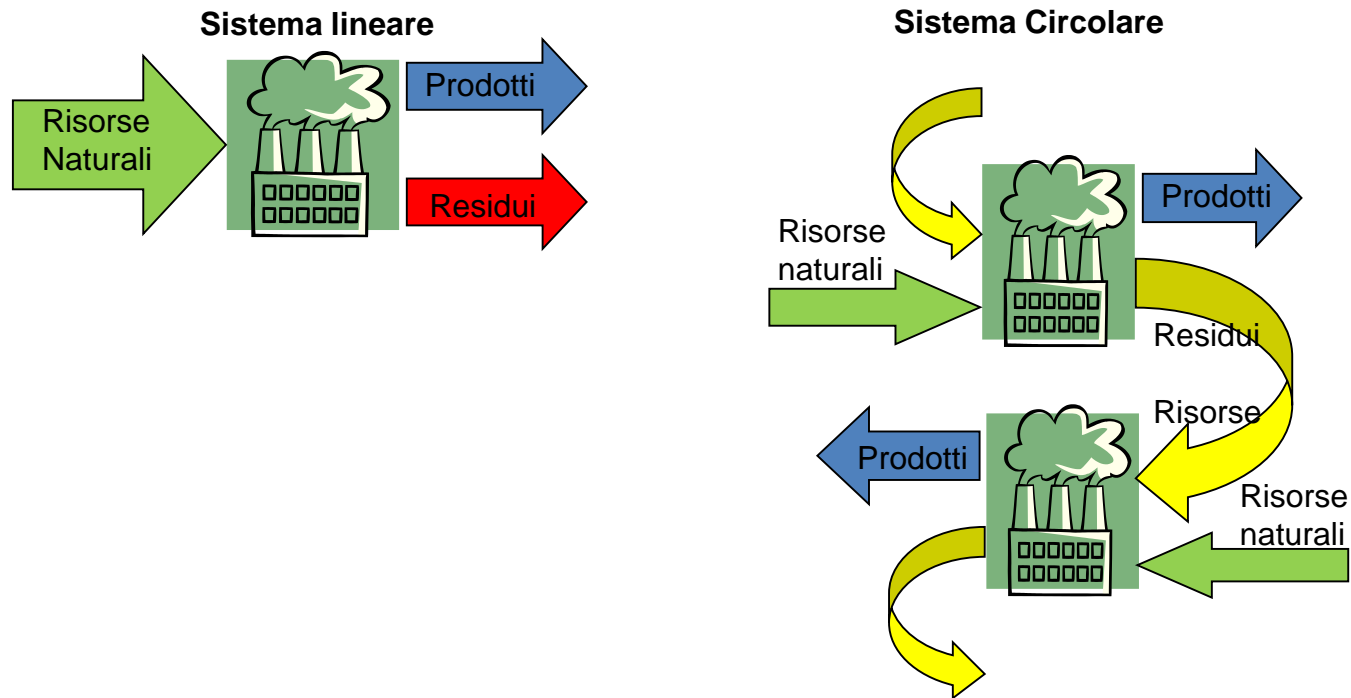 Sistema lineare
Risorse
Naturali
Prodotti
Residui
Sistema Circolare
Prodotti
Risorse
naturali
Residui
Risorse
Prodotti
Risorse
naturali